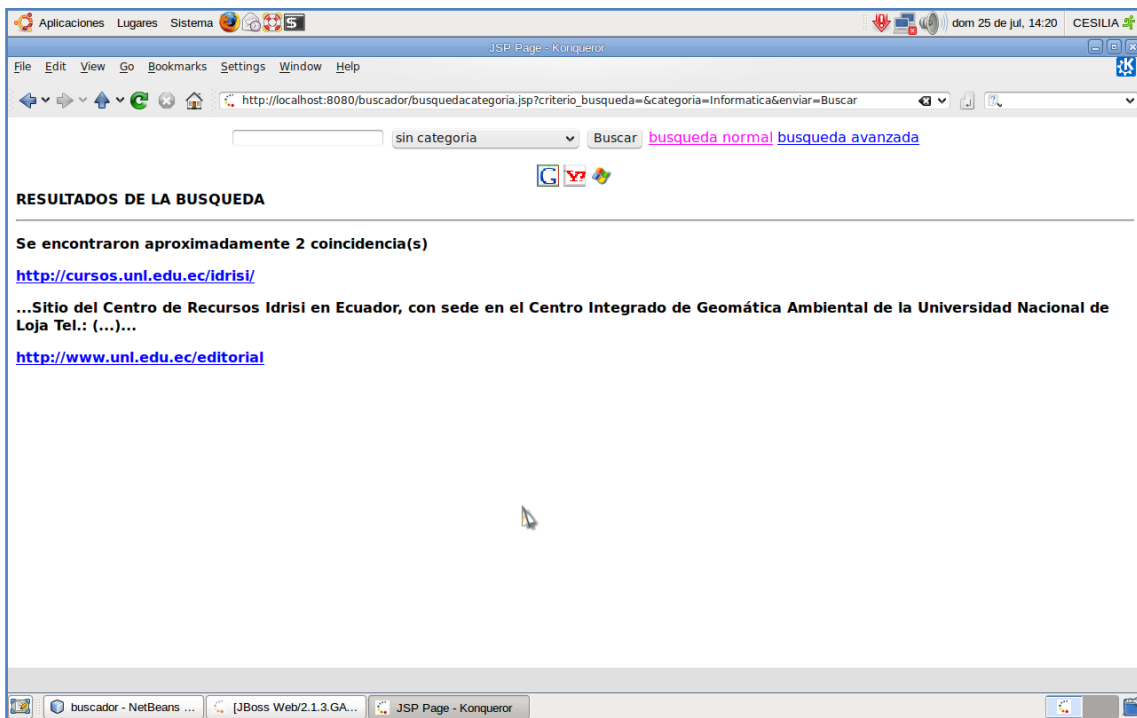 Aplicaciones Lugares Sistema dom 25 de jul, 14:20 CESILIA
JSP Page - Konqueror
File Edit View Go Bookmarks Settings Window Help
http://localhost:8080/buscador/busquedacategoria.jsp?criterio_busqueda=&categoria=Informatica&enviar=Buscar
sin categoria Buscar busqueda normal busqueda avanzada
RESULTADOS DE LA BUSQUEDA
Se encontraron aproximadamente 2 coincidencia(s)
http://cursos.unl.edu.ec/idrisi/
...Sitio del Centro de Recursos Idrisi en Ecuador, con sede en el Centro Integrado de Geomática Ambiental de la Universidad Nacional de
Loja Tel.: (...)...
http://www.unl.edu.ec/editorial
buscador - NetBeans ... [JBoss Web/2.1.3.GA... JSP Page - Konqueror